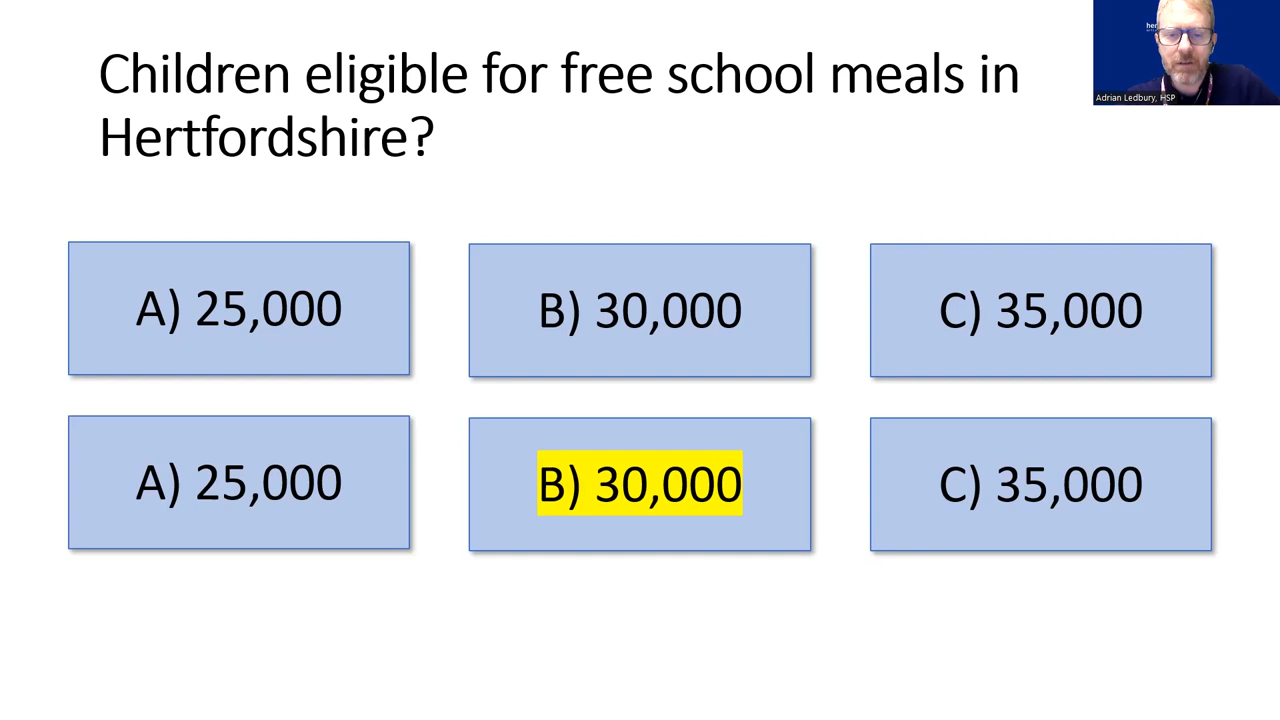 Children eligible for free school meals in
Hertfordshire?
Adrian Ledbury, HSP
A) 25,000
B) 30,000
C) 35,000
A) 25,000
B) 30,000
C) 35,000